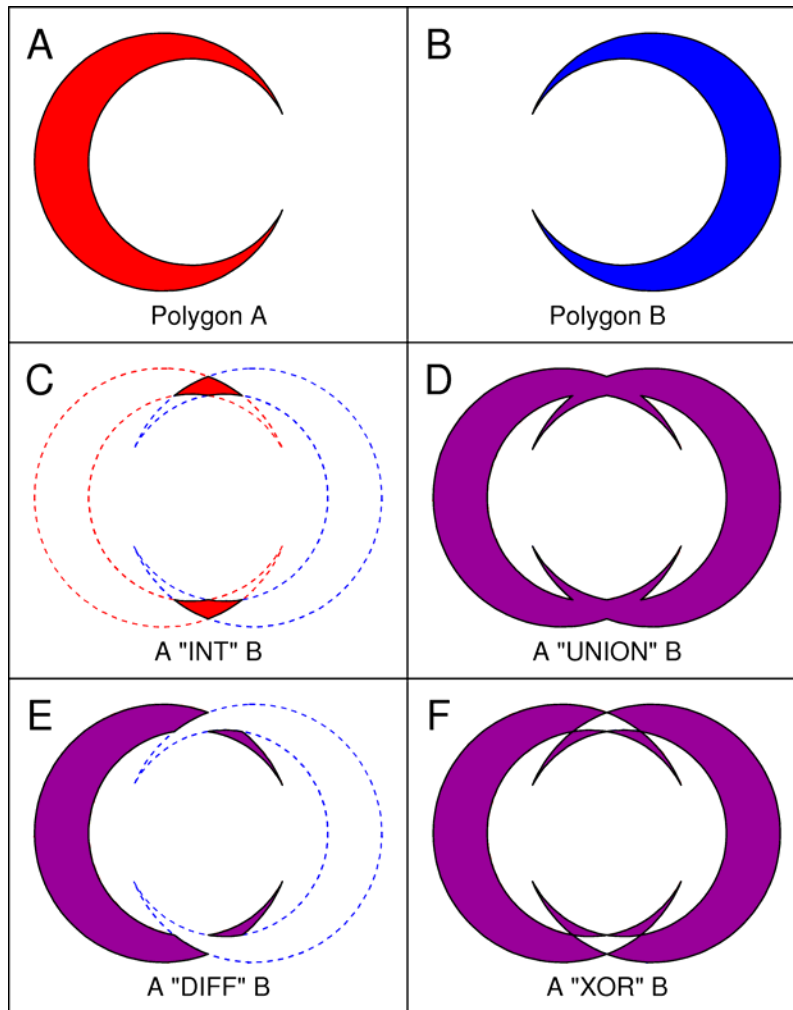 A
Polygon A
B
Polygon B
C
A "INT" B
D
A "UNION" B
E
A "DIFF" B
F
A "XOR" B